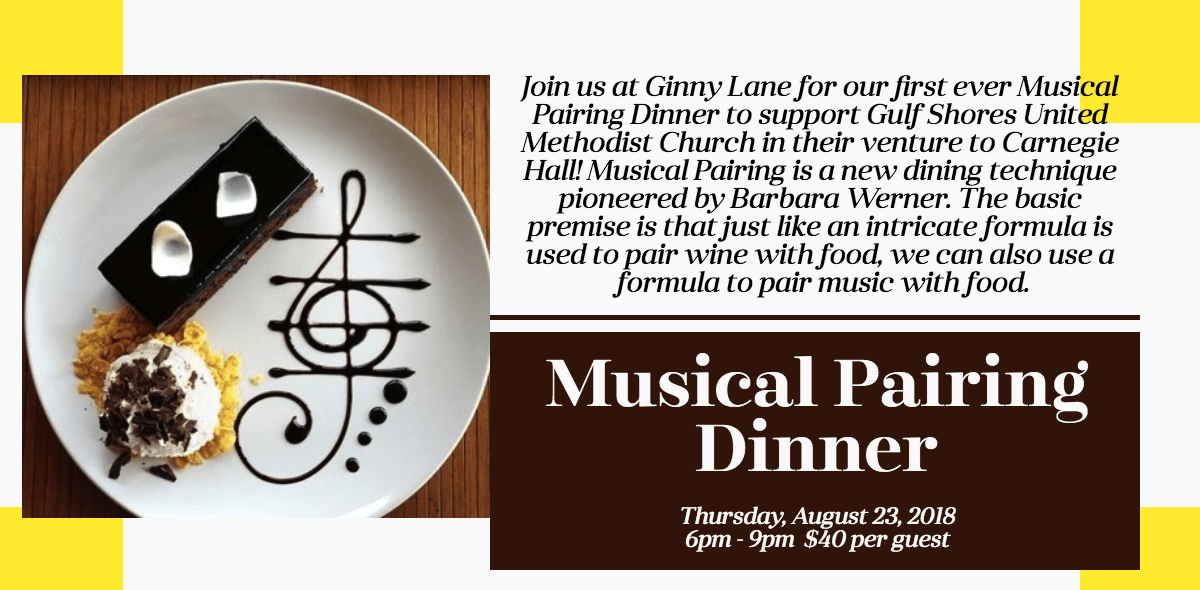 Join us at Ginny Lane for our first ever Musical
Pairing Dinner to support Gulf Shores United
Methodist Church in their venture to Carnegie
Hall! Musical Pairing is a new dining technique
pioneered by Barbara Werner. The basic
premise is that just like an intricate formula is
used to pair wine with food, we can also use a
formula to pair music with food.
Musical Pairing
Dinner
Thursday, August 23, 2018
6pm - 9pm $40 per guest